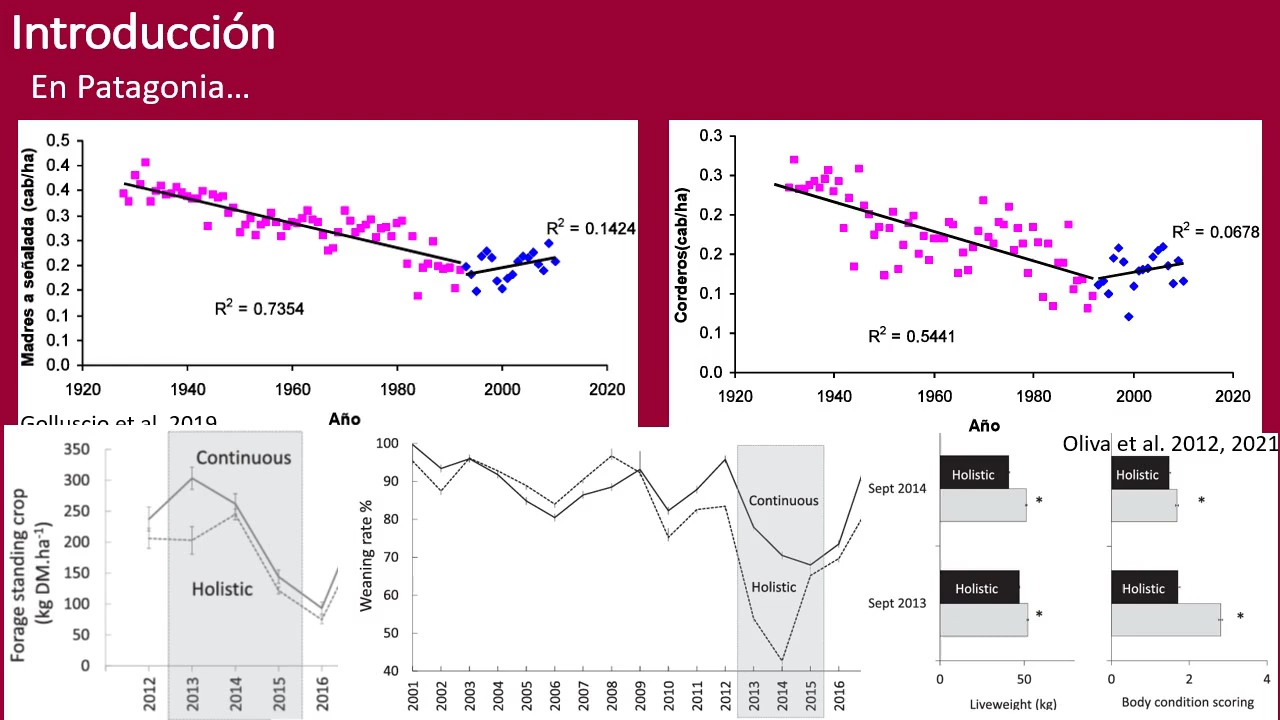 Introducción
En Patagonia...
Madres a señalada (cab/ha)
0.5
0.4
0.4
0.3
0.3
0.2
0.2
0.1
0.1
0.0
R² = 0.1424
R² = 0.7354
1920 1940 1960 1980 2000 2020
Año
Golluscio et al. 2019
Corderos(cab/ha)
0.3
0.3
0.2
0.2
0.1
0.1
0.0
R² = 0.0678
R² = 0.5441
1920 1940 1960 1980 2000 2020
Año
Oliva et al. 2012, 2021
Forage standing crop
(kg DM.ha⁻¹)
350
300
250
200
150
100
50
0
Continuous
Holistic
2012 2013 2014 2015 2016
Weaning rate %
100
90
80
70
60
50
40
Continuous
Holistic
2001 2002 2003 2004 2005 2006 2007 2008 2009 2010 2011 2012 2013 2014 2015 2016
Sept 2014
Holistic
*
Sept 2013
Holistic
*
0 50
Liveweight (kg)
Holistic
*
Holistic
*
0 2 4
Body condition scoring